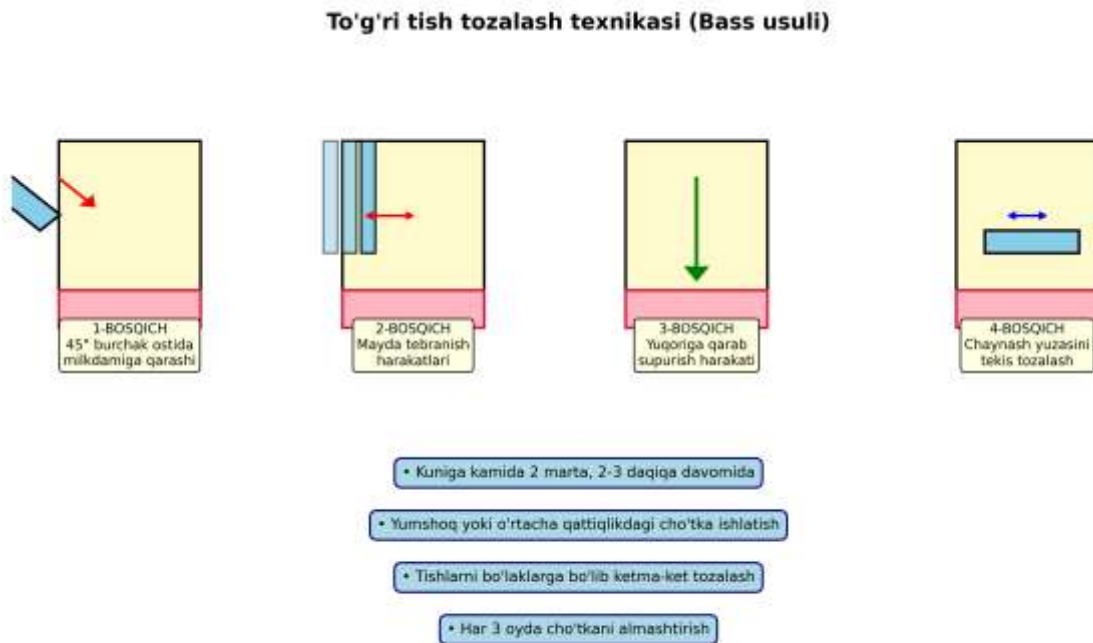 To'g'ri tish tozalash texnikasi (Bass usuli)
1-BOSQICH
45° burchak ostida
milkdamiga qarashi
2-BOSQICH
Mayda tebranish
harakatlari
3-BOSQICH
Yuqoriga qarab
supurish harakati
4-BOSQICH
Chaynash yuzasini
tekis tozalash
• Kuniga kamida 2 marta, 2-3 daqiqa davomida
• Yumshoq yoki o'rtacha qattiqlikdagi cho'tka ishlatish
• Tishlarni bo'laklarga bo'lib ketma-ket tozalash
• Har 3 oyda cho'tkani almashtirish